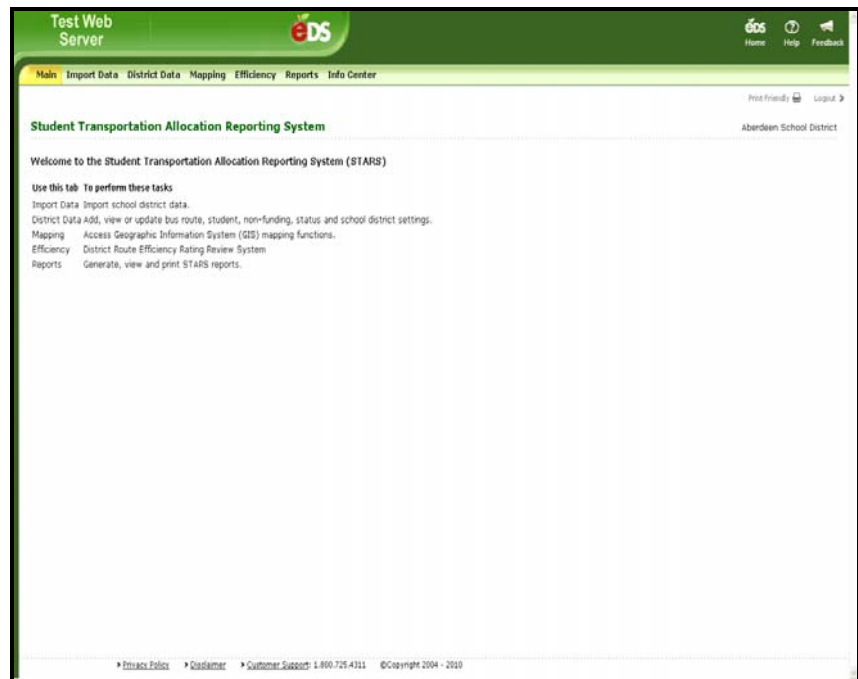 Test Web
Server
eDS
eDS
Home Help Feedback
Main Import Data District Data Mapping Efficiency Reports Info Center
Print Friendly Logout
Student Transportation Allocation Reporting System
Aberdeen School District
Welcome to the Student Transportation Allocation Reporting System (STARS)
Use this tab To perform these tasks
Import Data Import school district data.
District Data Add, view or update bus route, student, non-funding, status and school district settings.
Mapping Access Geographic Information System (GIS) mapping functions.
Efficiency District Route Efficiency Rating Review System
Reports Generate, view and print STARS reports.
Privacy Policy Disclaimer Customer Support: 1.800.725.4311 ©Copyright 2004 - 2010